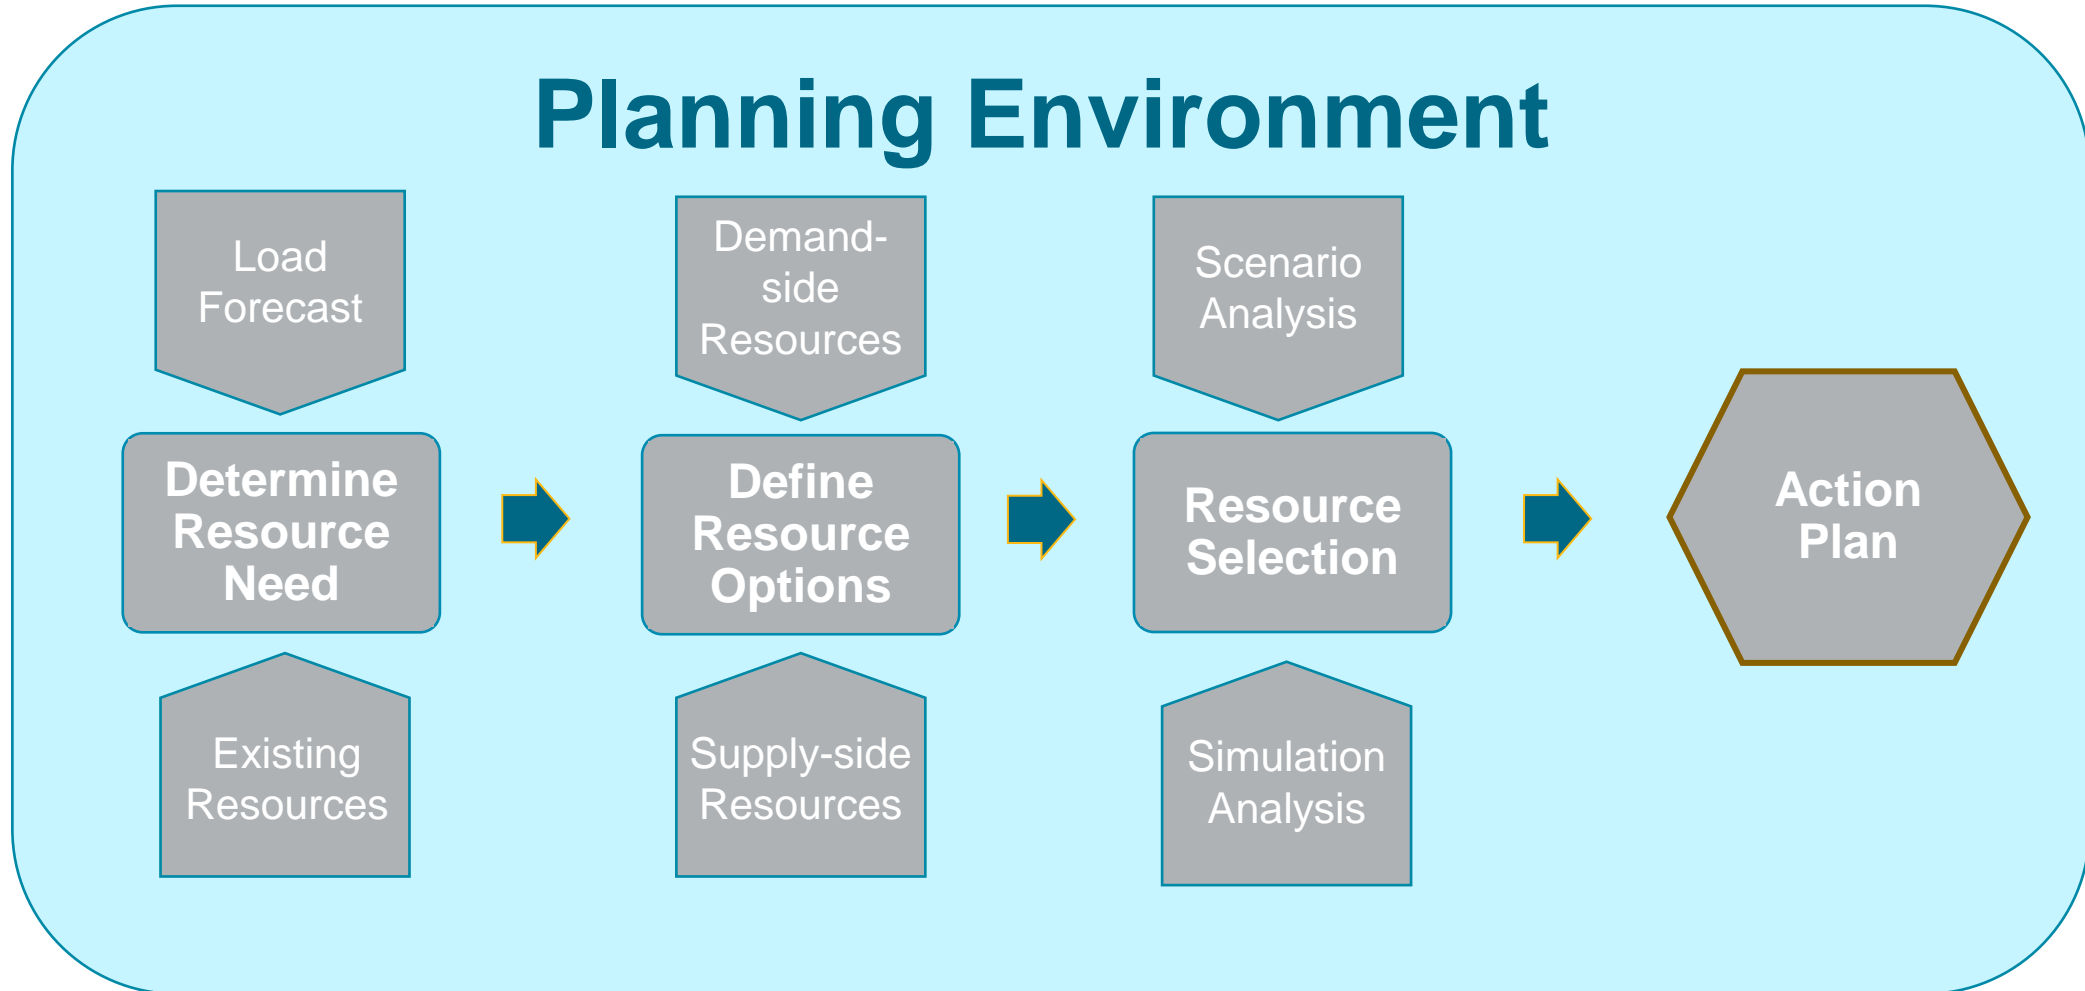 Planning Environment
Load
Forecast
Demand-
side
Resources
Scenario
Analysis
Determine
Resource
Need
Define
Resource
Options
Resource
Selection
Action
Plan
Existing
Resources
Supply-side
Resources
Simulation
Analysis